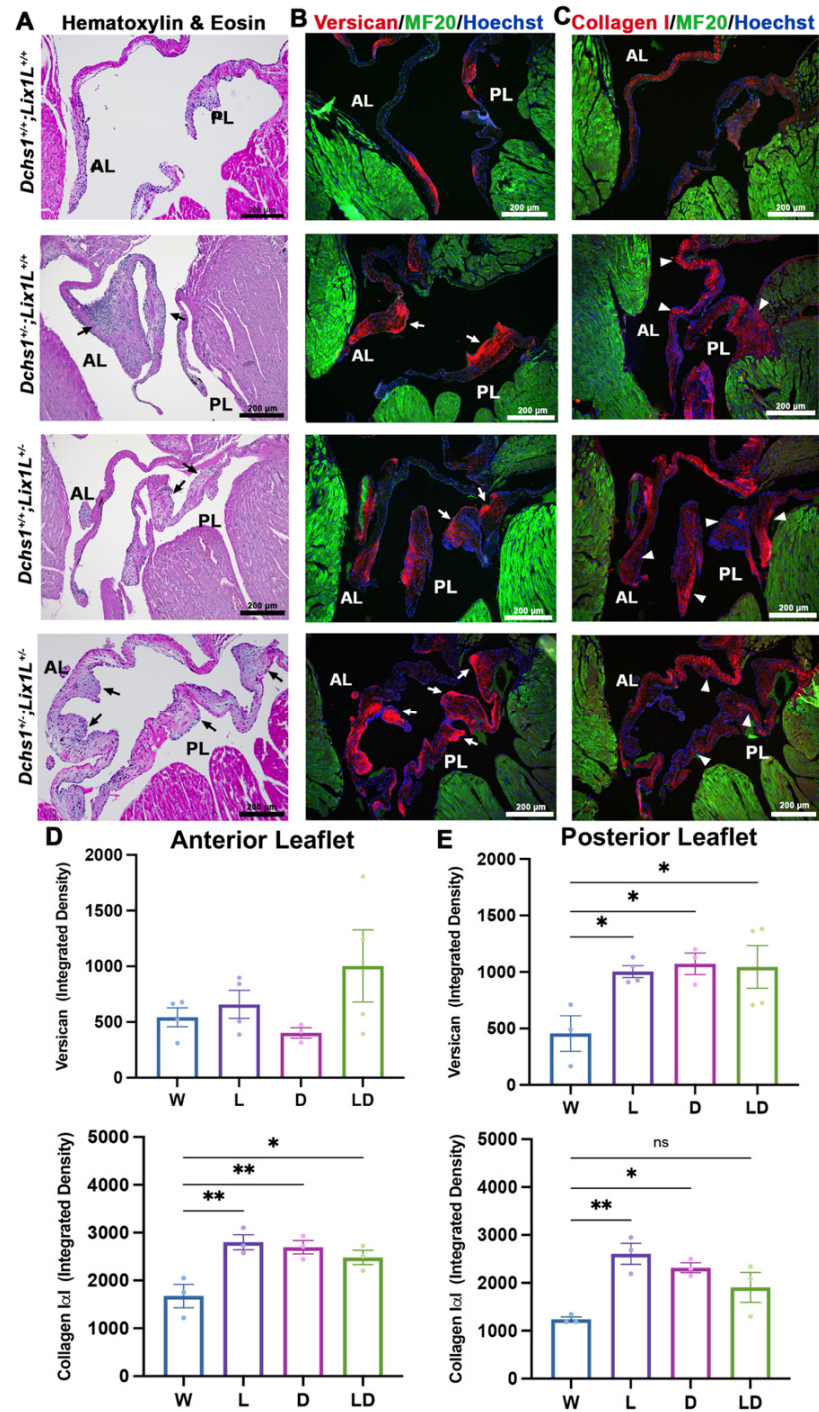 A Hematoxylin & Eosin
B Versican/MF20/Hoechst
C Collagen I/MF20/Hoechst
Dchs1+/+;Lix1L+/+
AL
PL
200 µm
AL
PL
200 µm
AL
PL
200 µm
Dchs1+/-;Lix1L+/+
AL
PL
200 µm
AL
PL
200 µm
AL
PL
200 µm
Dchs1+/+;Lix1L+/-
AL
PL
200 µm
AL
PL
200 µm
AL
PL
200 µm
Dchs1+/-;Lix1L+/-
AL
PL
200 µm
AL
PL
200 µm
AL
PL
200 µm
D Anterior Leaflet
Versican (Integrated Density)
2000
1500
1000
500
0
W L D LD
E Posterior Leaflet
Versican (Integrated Density)
2000
1500
1000
500
0
*
*
*
W L D LD
Collagen IαI (Integrated Density)
5000
4000
3000
2000
1000
0
*
**
**
W L D LD
Collagen IαI (Integrated Density)
5000
4000
3000
2000
1000
0
ns
*
**
W L D LD